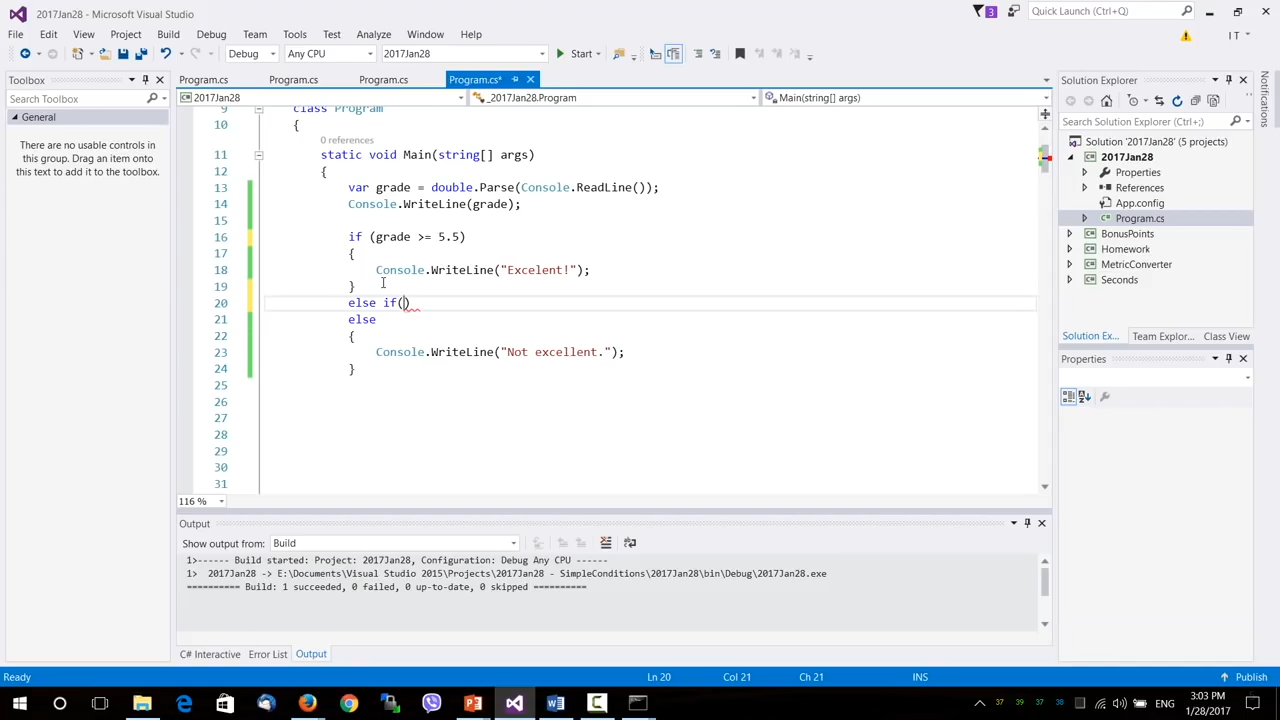 2017Jan28 - Microsoft Visual Studio
3
Quick Launch (Ctrl+Q)
File Edit View Project Build Debug Team Tools Test Analyze Window Help
I T
Debug Any CPU 2017Jan28 Start
Toolbox
Program.cs Program.cs Program.cs Program.cs*
Solution Explorer
Notifications
Search Toolbox
2017Jan28 _2017Jan28.Program Main(string[] args)
General
There are no usable controls in
this group. Drag an item onto
this text to add it to the toolbox.
9 class Program
10 {
0 references
11 static void Main(string[] args)
12 {
13 var grade = double.Parse(Console.ReadLine());
14 Console.WriteLine(grade);
15
16 if (grade >= 5.5)
17 {
18 Console.WriteLine("Excelent!");
19 }
20 else if()
21 else
22 {
23 Console.WriteLine("Not excellent.");
24 }
25
26
27
28
29
30
31
116 %
Search Solution Explorer (Ctrl+;)
Solution '2017Jan28' (5 projects)
2017Jan28
Properties
References
App.config
Program.cs
BonusPoints
Homework
MetricConverter
Seconds
Solution Ex... Team Explor... Class View
Properties
Output
Show output from: Build
1>------ Build started: Project: 2017Jan28, Configuration: Debug Any CPU ------
1> 2017Jan28 -> E:\Documents\Visual Studio 2015\Projects\2017Jan28 - SimpleConditions\2017Jan28\bin\Debug\2017Jan28.exe
========== Build: 1 succeeded, 0 failed, 0 up-to-date, 0 skipped ==========
C# Interactive Error List Output
Ready Ln 20 Col 21 Ch 21 INS Publish
37 39 37 38 ENG 3:03 PM
1/28/2017